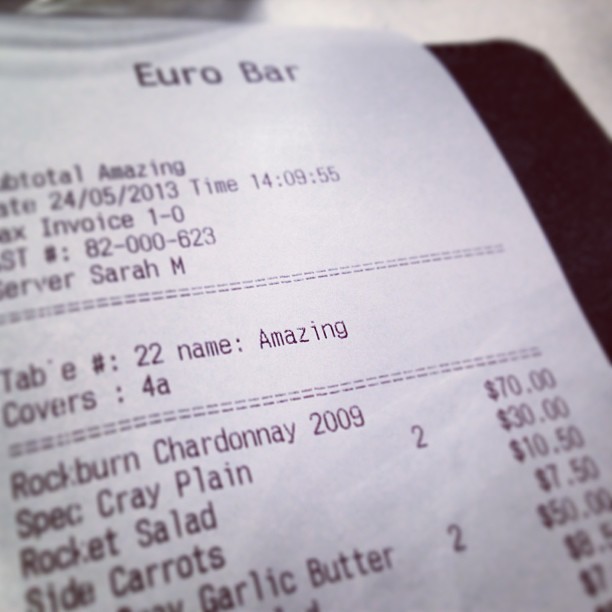 Euro Bar
ubtotal Amazing
ate 24/05/2013 Time 14:09:55
ax Invoice 1-0
ST #: 82-000-623
Server Sarah M
Tab e #: 22 name: Amazing
Covers : 4a
Rockburn Chardonnay 2009 $70.00
Spec Cray Plain 2 $30.00
Rocket Salad $10.50
Side Carrots $7.50
Cray Garlic Butter 2 $50.00